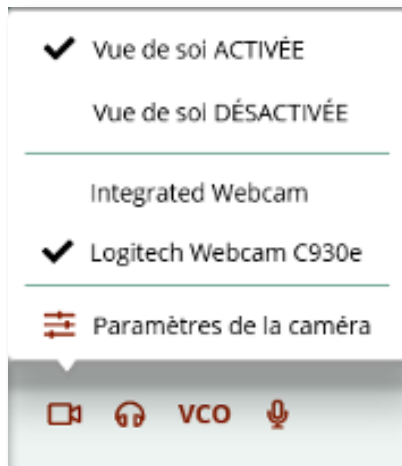 Vue de soi ACTIVÉE
Vue de soi DÉSACTIVÉE
Integrated Webcam
Logitech Webcam C930e
Paramètres de la caméra
VCO